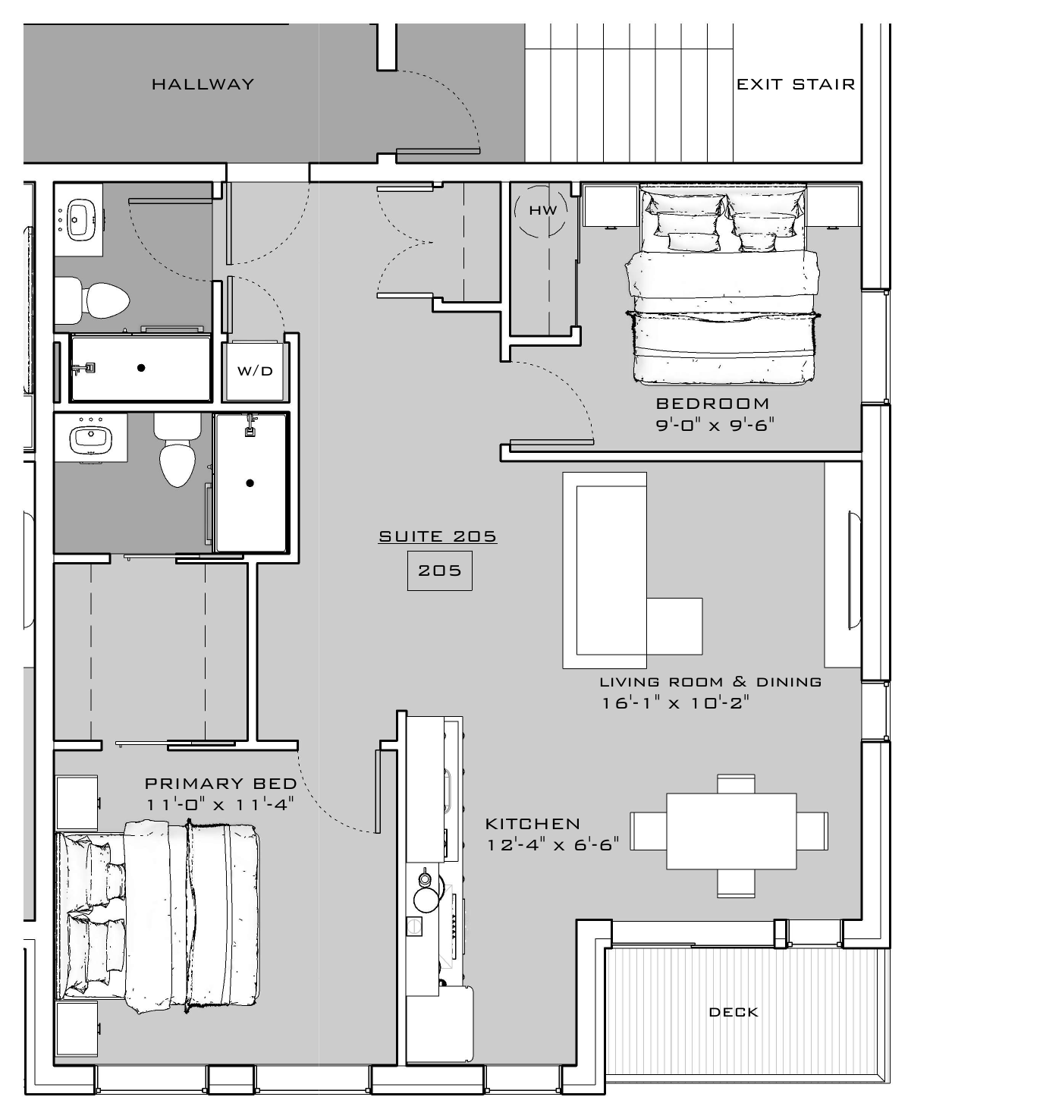 HALLWAY
EXIT STAIR
HW
W/D
BEDROOM
9'-0" x 9'-6"
SUITE 205
205
LIVING ROOM & DINING
16'-1" x 10'-2"
PRIMARY BED
11'-0" x 11'-4"
KITCHEN
12'-4" x 6'-6"
DECK